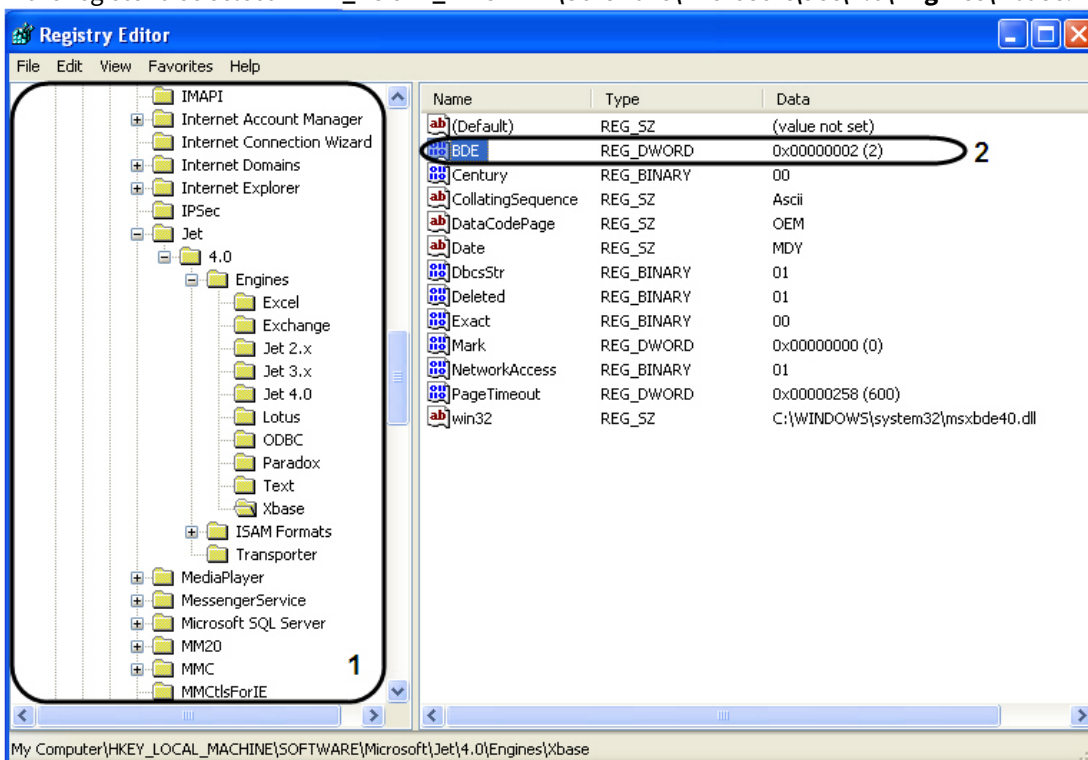 Registry Editor
File Edit View Favorites Help
IMAPI
Internet Account Manager
Internet Connection Wizard
Internet Domains
Internet Explorer
IPSec
Jet
4.0
Engines
Excel
Exchange
Jet 2.x
Jet 3.x
Jet 4.0
Lotus
ODBC
Paradox
Text
Xbase
ISAM Formats
Transporter
MediaPlayer
MessengerService
Microsoft SQL Server
MM20
MMC
MMCtlsForIE
1
Name Type Data
(Default) REG_SZ (value not set)
BDE REG_DWORD 0x00000002 (2)
2
Century REG_BINARY 00
CollatingSequence REG_SZ Ascii
DataCodePage REG_SZ OEM
Date REG_SZ MDY
DbcsStr REG_BINARY 01
Deleted REG_BINARY 01
Exact REG_BINARY 00
Mark REG_DWORD 0x00000000 (0)
NetworkAccess REG_BINARY 01
PageTimeout REG_DWORD 0x00000258 (600)
win32 REG_SZ C:\WINDOWS\system32\msxbde40.dll
My Computer\HKEY_LOCAL_MACHINE\SOFTWARE\Microsoft\Jet\4.0\Engines\Xbase